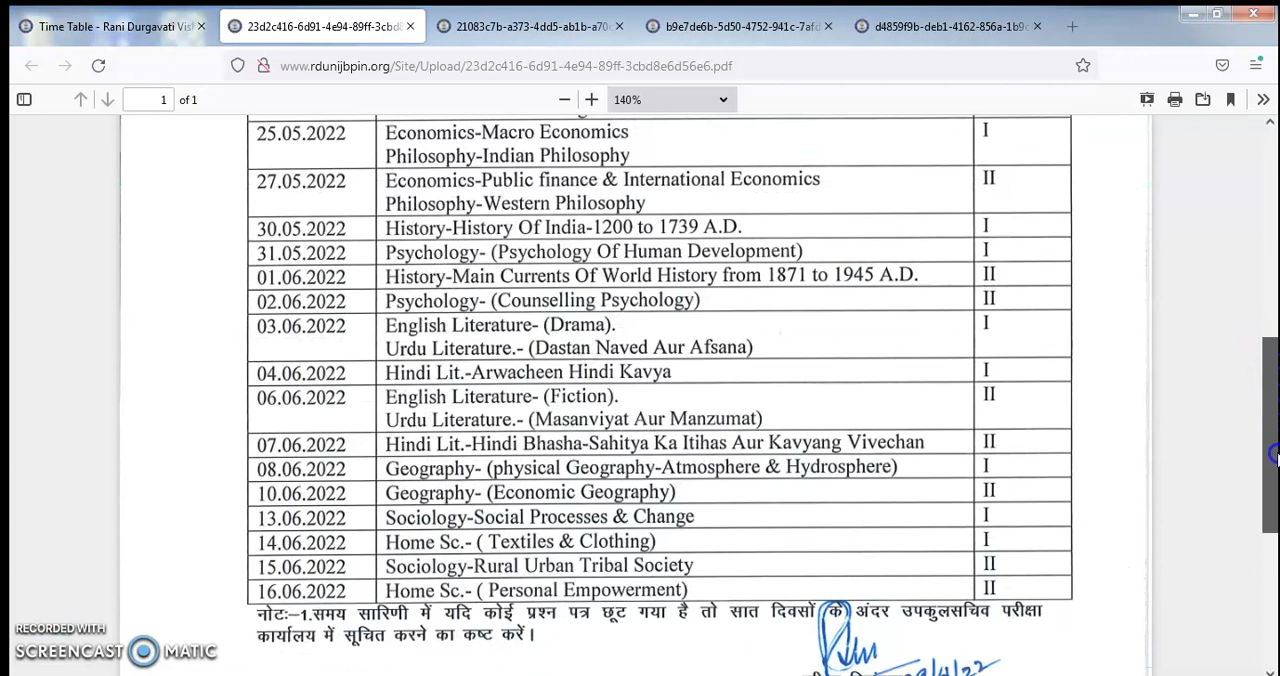 Time Table - Rani Durgavati Vis
23d2c416-6d91-4e94-89ff-3cbd8
21083c7b-a373-4dd5-ab1b-a70c
b9e7de6b-5d50-4752-941c-7afd
d4859f9b-deb1-4162-856a-1b9c
www.rdunijbpin.org/Site/Upload/23d2c416-6d91-4e94-89ff-3cbd8e6d56e6.pdf
1 of 1
140%
25.05.2022 Economics-Macro Economics I
Philosophy-Indian Philosophy
27.05.2022 Economics-Public finance & International Economics II
Philosophy-Western Philosophy
30.05.2022 History-History Of India-1200 to 1739 A.D. I
31.05.2022 Psychology- (Psychology Of Human Development) I
01.06.2022 History-Main Currents Of World History from 1871 to 1945 A.D. II
02.06.2022 Psychology- (Counselling Psychology) II
03.06.2022 English Literature- (Drama). I
Urdu Literature.- (Dastan Naved Aur Afsana)
04.06.2022 Hindi Lit.-Arwacheen Hindi Kavya I
06.06.2022 English Literature- (Fiction). II
Urdu Literature.- (Masanviyat Aur Manzumat)
07.06.2022 Hindi Lit.-Hindi Bhasha-Sahitya Ka Itihas Aur Kavyang Vivechan II
08.06.2022 Geography- (physical Geography-Atmosphere & Hydrosphere) I
10.06.2022 Geography- (Economic Geography) II
13.06.2022 Sociology-Social Processes & Change I
14.06.2022 Home Sc.- ( Textiles & Clothing) I
15.06.2022 Sociology-Rural Urban Tribal Society II
16.06.2022 Home Sc.- ( Personal Empowerment) II
नोटः–1.समय सारिणी में यदि कोई प्रश्न पत्र छूट गया है तो सात दिवसों के अंदर उपकुलसचिव परीक्षा
कार्यालय में सूचित करने का कष्ट करें।
RECORDED WITH
SCREENCAST MATIC